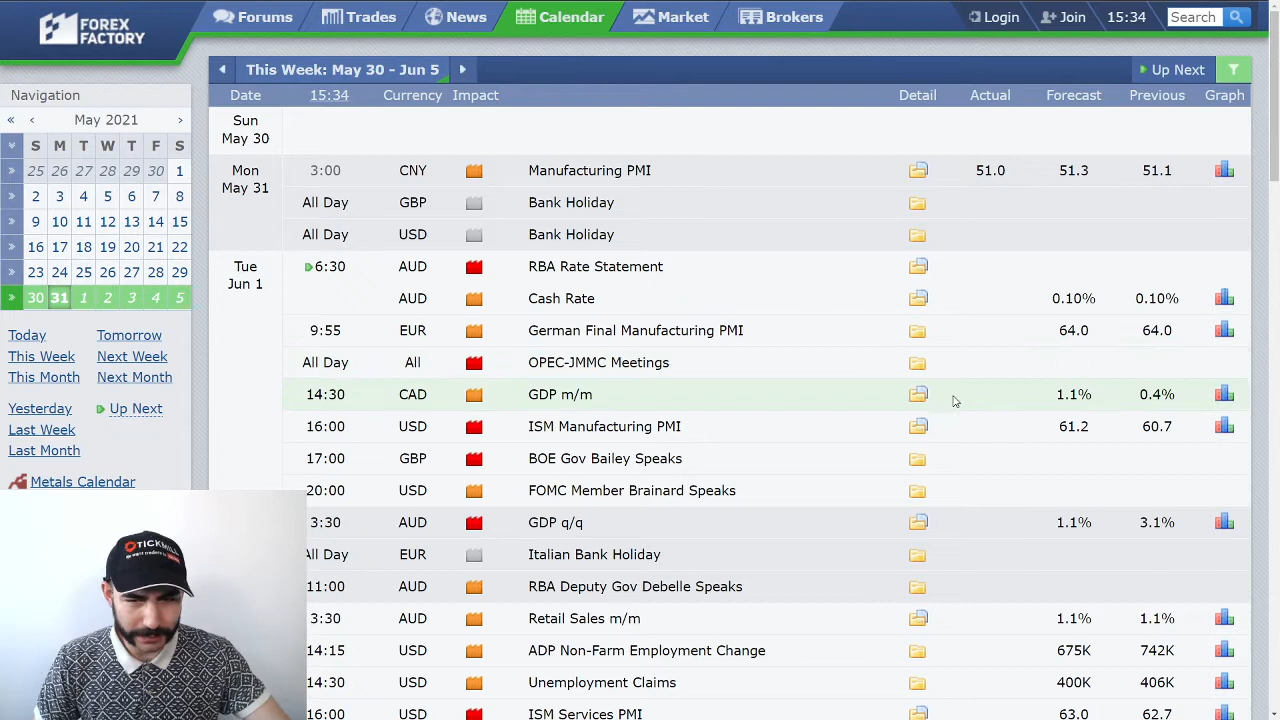 FOREX
FACTORY
Forums
Trades
News
Calendar
Market
Brokers
Login
Join
15:34
Search
Navigation
« ‹ May 2021 ›
S M T W T F S
» 25 26 27 28 29 30 1
» 2 3 4 5 6 7 8
» 9 10 11 12 13 14 15
» 16 17 18 19 20 21 22
» 23 24 25 26 27 28 29
» 30 31 1 2 3 4 5
Today Tomorrow
This Week Next Week
This Month Next Month
Yesterday Up Next
Last Week
Last Month
Metals Calendar
TICKMILL
This Week: May 30 - Jun 5
Up Next
Date 15:34 Currency Impact Detail Actual Forecast Previous Graph
Sun
May 30
Mon
May 31
3:00 CNY Manufacturing PMI 51.0 51.3 51.1
All Day GBP Bank Holiday
All Day USD Bank Holiday
Tue
Jun 1
6:30 AUD RBA Rate Statement
AUD Cash Rate 0.10% 0.10%
9:55 EUR German Final Manufacturing PMI 64.0 64.0
All Day All OPEC-JMMC Meetings
14:30 CAD GDP m/m 1.1% 0.4%
16:00 USD ISM Manufacturing PMI 61.2 60.7
17:00 GBP BOE Gov Bailey Speaks
20:00 USD FOMC Member Brainard Speaks
3:30 AUD GDP q/q 1.1% 3.1%
All Day EUR Italian Bank Holiday
11:00 AUD RBA Deputy Gov Debelle Speaks
3:30 AUD Retail Sales m/m 1.1% 1.1%
14:15 USD ADP Non-Farm Employment Change 675K 742K
14:30 USD Unemployment Claims 400K 406K
16:00 USD ISM Services PMI 63.0 62.7